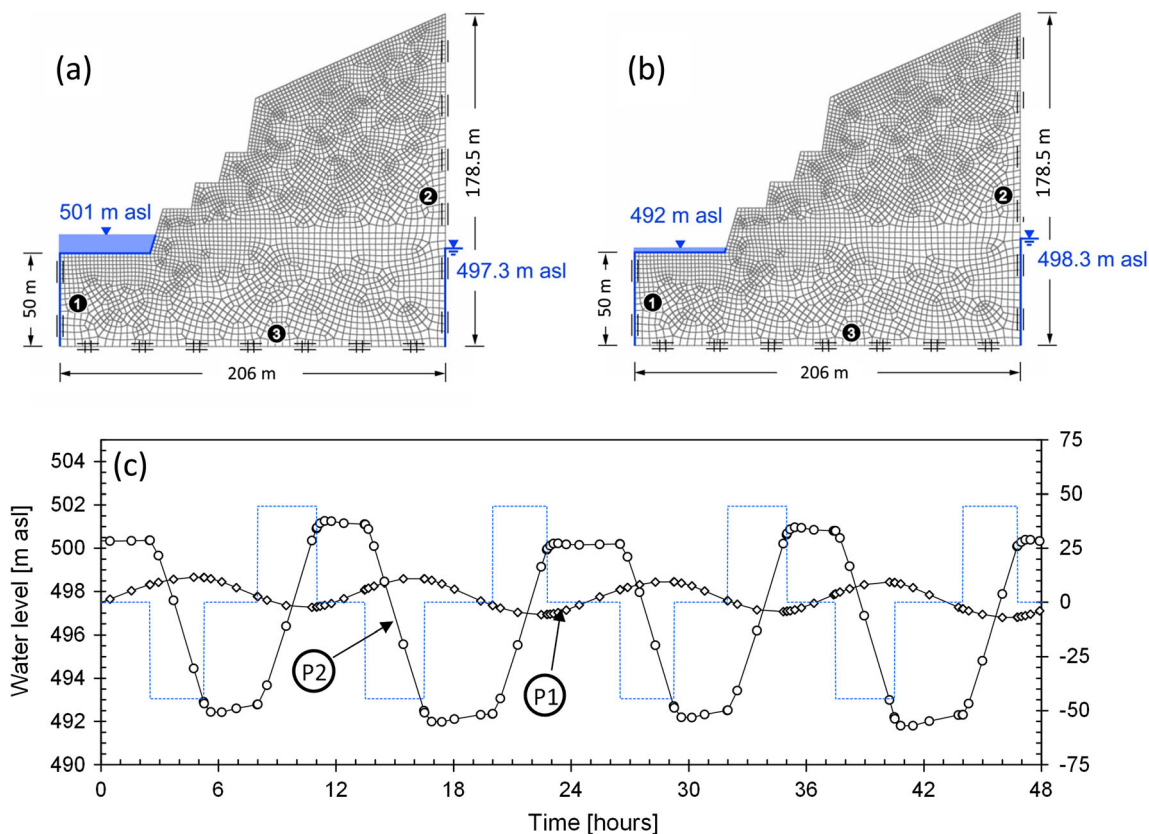 (a)
501 m asl
50 m
206 m
178.5 m
497.3 m asl
1
2
3
(b)
492 m asl
50 m
206 m
178.5 m
498.3 m asl
1
2
3
(c)
Water level [m asl]
504
502
500
498
496
494
492
490
75
50
25
0
-25
-50
-75
P2
P1
0 6 12 18 24 30 36 42 48
Time [hours]